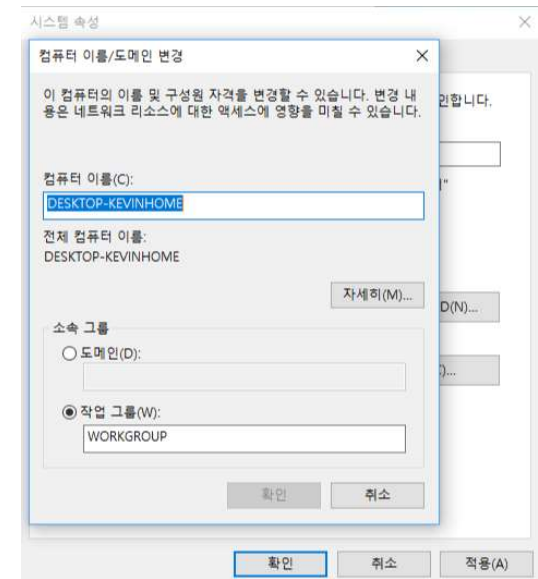 시스템 속성
컴퓨터 이름/도메인 변경
이 컴퓨터의 이름 및 구성원 자격을 변경할 수 있습니다. 변경 내
용은 네트워크 리소스에 대한 액세스에 영향을 미칠 수 있습니다.
인합니다.
컴퓨터 이름(C):
DESKTOP-KEVINHOME
전체 컴퓨터 이름:
DESKTOP-KEVINHOME
자세히(M)...
D(N)...
소속 그룹
도메인(D):
작업 그룹(W):
WORKGROUP
확인 취소
확인 취소 적용(A)